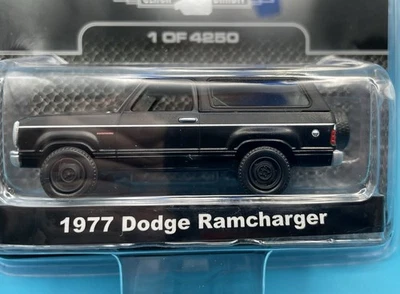 1 OF 4250
1977 Dodge Ramcharger